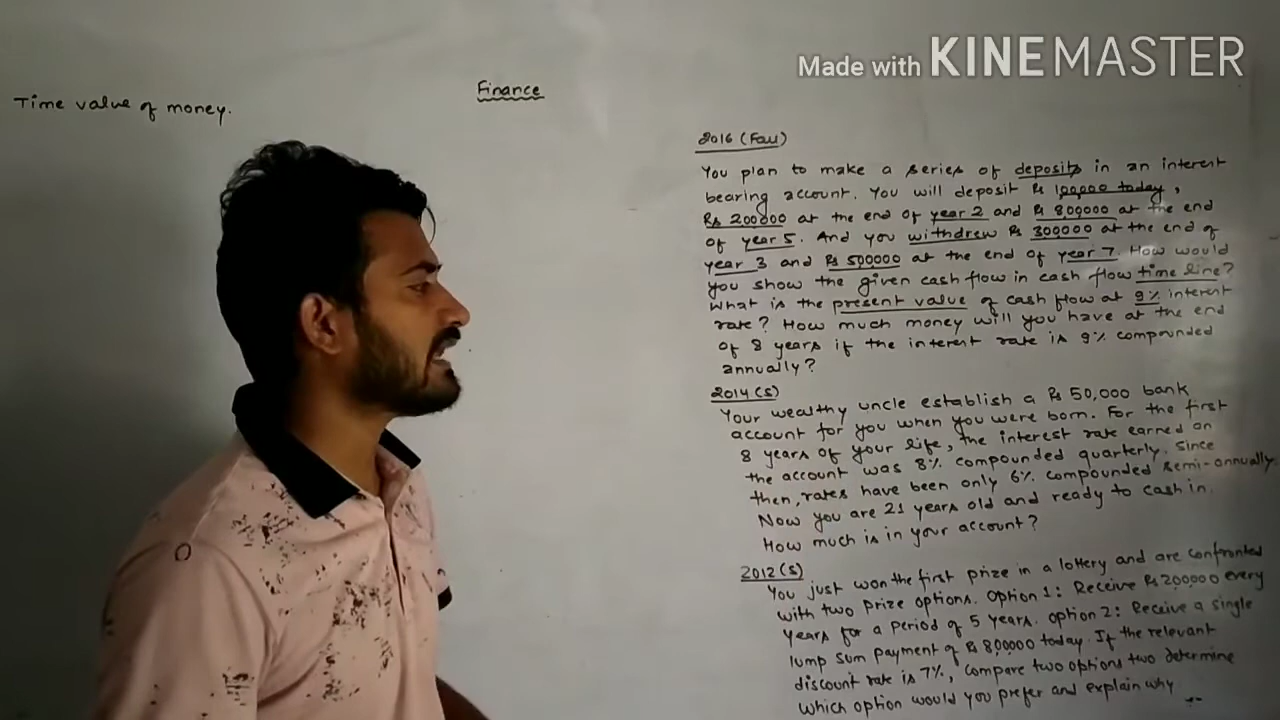 Made with KINEMASTER
Time value of money.
Finance
2016 (Fall)
You plan to make a series of deposits in an interest
bearing account. You will deposit Rs 100,000 today,
Rs 200000 at the end of year 2 and Rs 800000 at the end
of year 5. And you withdrew Rs 300000 at the end of
year 3 and Rs 500000 at the end of year 7. How would
you show the given cash flow in cash flow time line?
What is the present value of cash flow at 9% interest
rate? How much money will you have at the end
of 8 years if the interest rate is 9% compounded
annually?
2014 (S)
Your wealthy uncle establish a Rs 50,000 bank
account for you when you were born. For the first
8 years of your life, the interest rate earned on
the account was 8% compounded quarterly. Since
then, rates have been only 6% compounded semi-annually.
Now you are 21 years old and ready to cash in.
How much is in your account?
2012 (S)
You just won the first prize in a lottery and are confronted
with two prize options. Option 1: Receive Rs 200,000 every
years for a period of 5 years. Option 2: Receive a single
lump sum payment of Rs 800000 today. If the relevant
discount rate is 7%, compare two options two determine
which option would you prefer and explain why